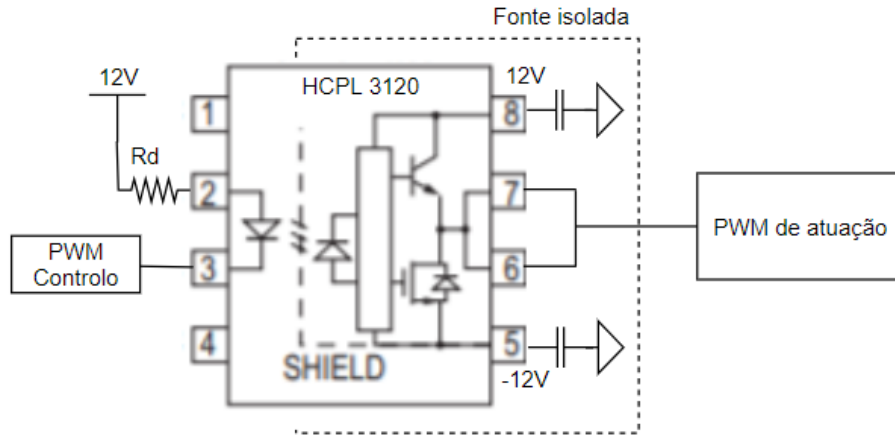 Fonte isolada
12V
HCPL 3120
12V
1
8
Rd
2
7
PWM
Controlo
3
6
PWM de atuação
4
5
SHIELD
-12V